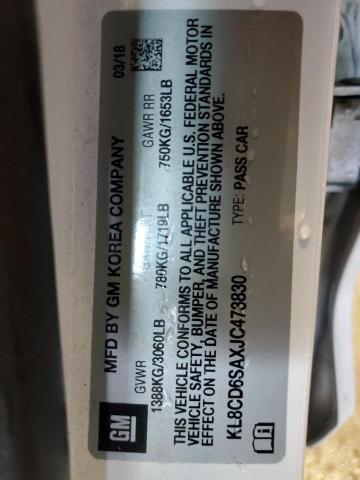 GM
MFD BY GM KOREA COMPANY 03/18
GVWR GAWR RR
1388KG/3060LB 780KG/1719LB 750KG/1653LB
THIS VEHICLE CONFORMS TO ALL APPLICABLE U.S. FEDERAL MOTOR
VEHICLE SAFETY, BUMPER, AND THEFT PREVENTION STANDARDS IN
EFFECT ON THE DATE OF MANUFACTURE SHOWN ABOVE.
KL8CD6SAXJC473830 TYPE: PASS CAR